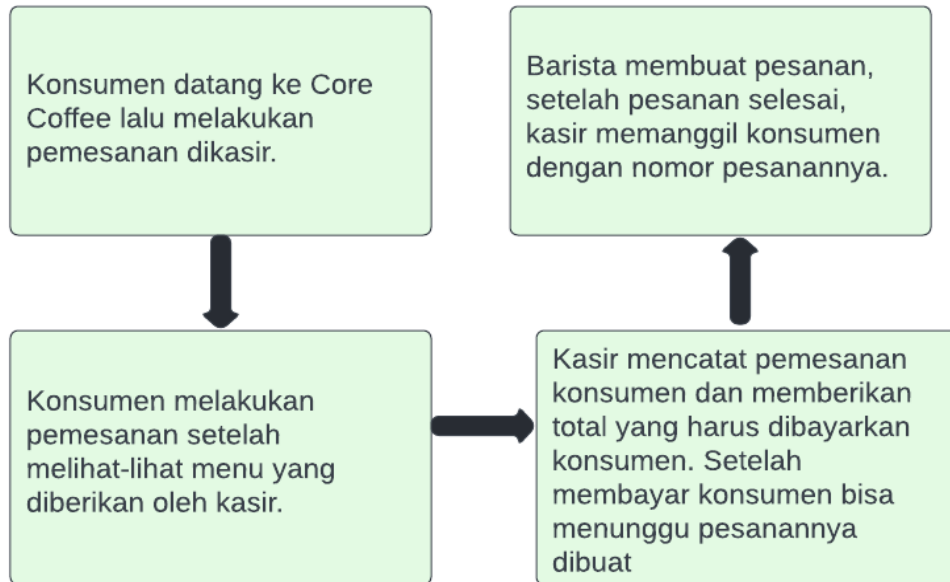 Konsumen datang ke Core
Coffee lalu melakukan
pemesanan dikasir.
Konsumen melakukan
pemesanan setelah
melihat-lihat menu yang
diberikan oleh kasir.
Kasir mencatat pemesanan
konsumen dan memberikan
total yang harus dibayarkan
konsumen. Setelah
membayar konsumen bisa
menunggu pesanannya
dibuat
Barista membuat pesanan,
setelah pesanan selesai,
kasir memanggil konsumen
dengan nomor pesanannya.